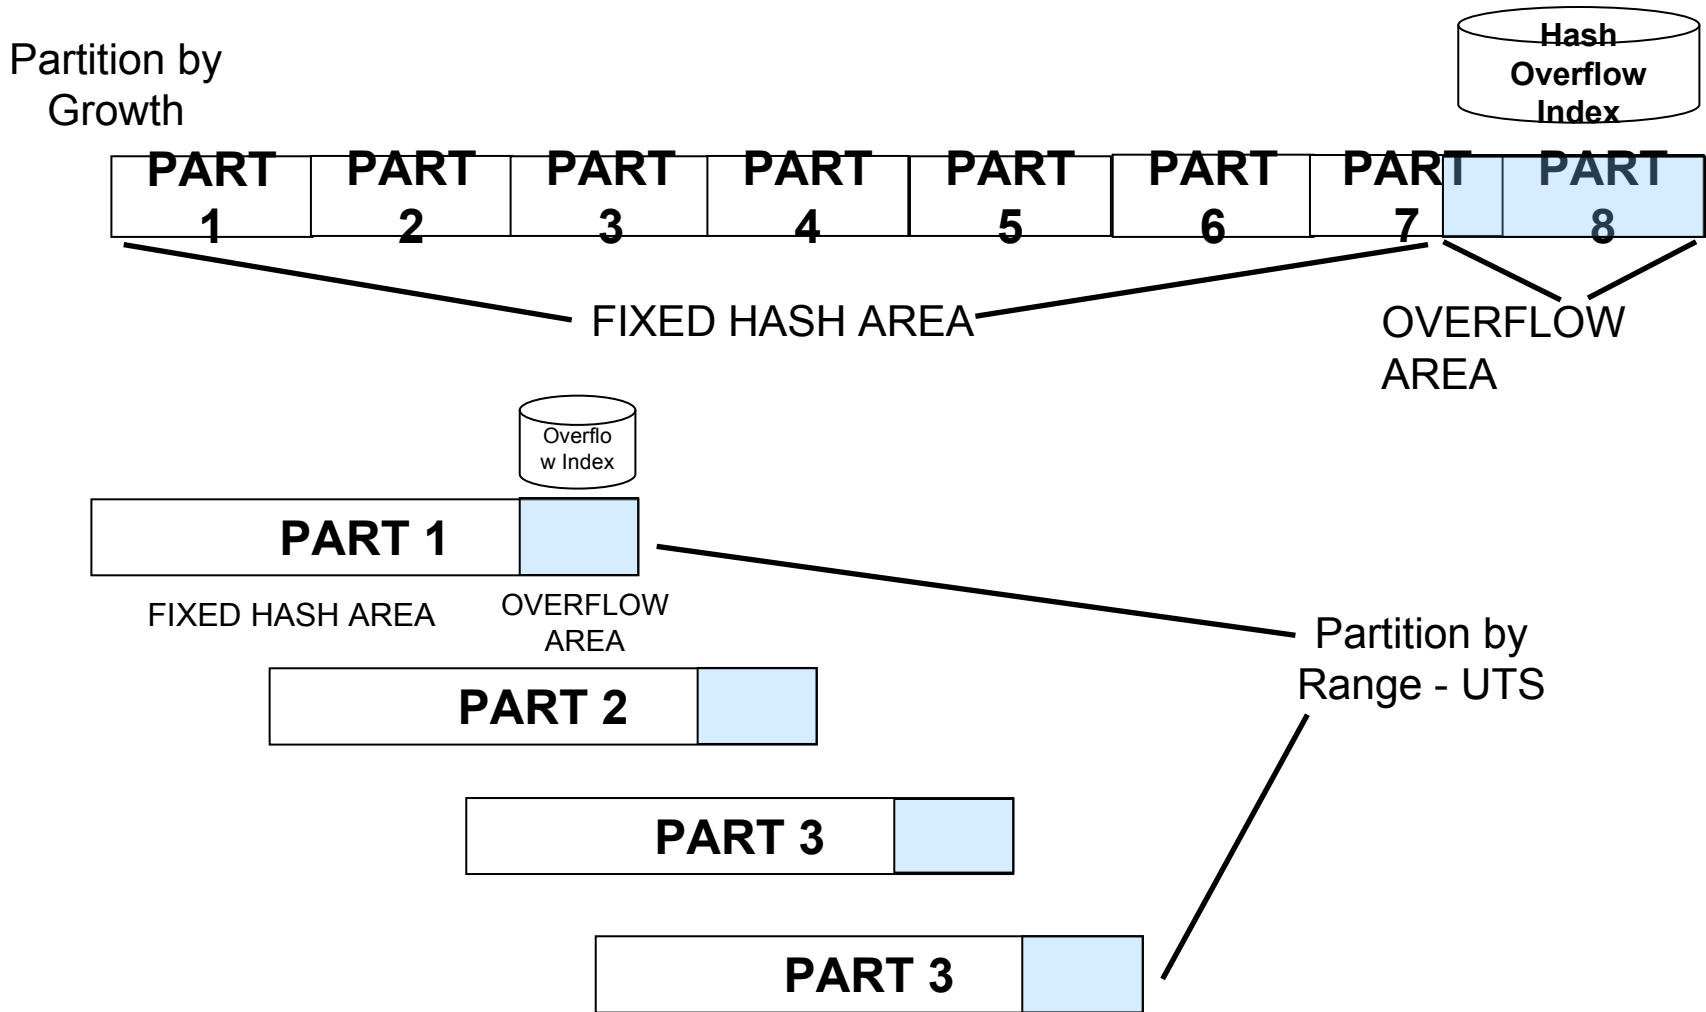 Partition by
Growth
Hash
Overflow
Index
PART
1
PART
2
PART
3
PART
4
PART
5
PART
6
PART
7
PART
8
FIXED HASH AREA
OVERFLOW
AREA
Overflo
w Index
PART 1
FIXED HASH AREA
OVERFLOW
AREA
Partition by
Range - UTS
PART 2
PART 3
PART 3